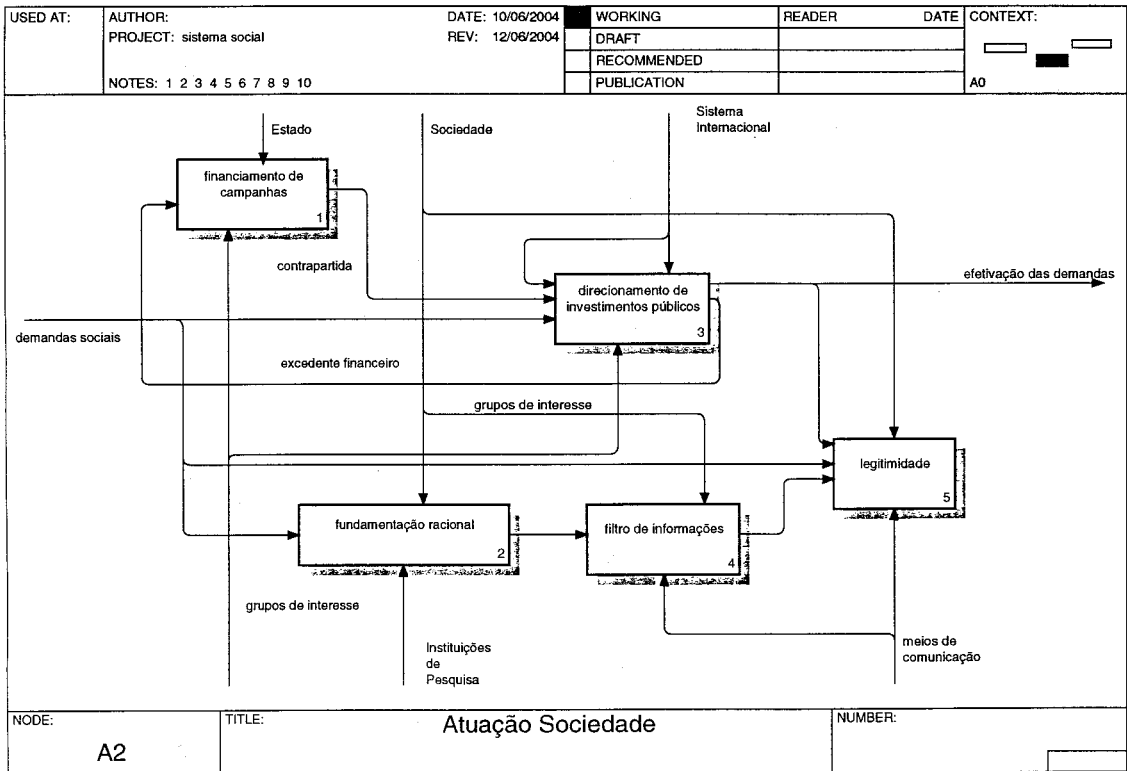 USED AT:
AUTHOR:
DATE: 10/06/2004
WORKING
READER
DATE
CONTEXT:
PROJECT: sistema social
REV: 12/06/2004
DRAFT
RECOMMENDED
NOTES: 1 2 3 4 5 6 7 8 9 10
PUBLICATION
A0
Estado
Sociedade
Sistema
Internacional
financiamento de
campanhas
1
contrapartida
direcionamento de
investimentos públicos
3
efetivação das demandas
demandas sociais
excedente financeiro
grupos de interesse
legitimidade
5
fundamentação racional
2
filtro de informações
4
grupos de interesse
Instituições
de
Pesquisa
meios de
comunicação
NODE:
A2
TITLE:
Atuação Sociedade
NUMBER: